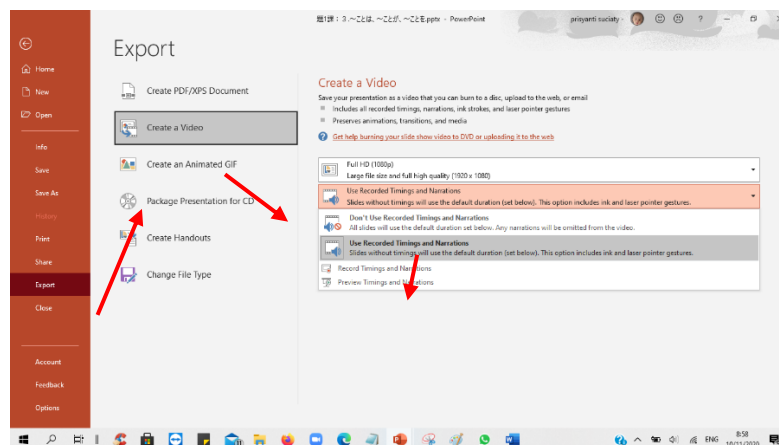 題1課: 3.～ことは、～ことが、～ことを.pptx - PowerPoint
prisyanti suciaty
?
Export
Home
New
Open
Info
Save
Save As
History
Print
Share
Export
Close
Account
Feedback
Options
Create PDF/XPS Document
Create a Video
Create an Animated GIF
Package Presentation for CD
Create Handouts
Change File Type
Create a Video
Save your presentation as a video that you can burn to a disc, upload to the web, or email
Includes all recorded timings, narrations, ink strokes, and laser pointer gestures
Preserves animations, transitions, and media
Get help burning your slide show video to DVD or uploading it to the web
Full HD (1080p)
Large file size and full high quality (1920 x 1080)
Use Recorded Timings and Narrations
Slides without timings will use the default duration (set below). This option includes ink and laser pointer gestures.
Don't Use Recorded Timings and Narrations
All slides will use the default duration set below. Any narrations will be omitted from the video.
Use Recorded Timings and Narrations
Slides without timings will use the default duration (set below). This option includes ink and laser pointer gestures.
Record Timings and Narrations
Preview Timings and Narrations
ENG
8:58
10/11/2020